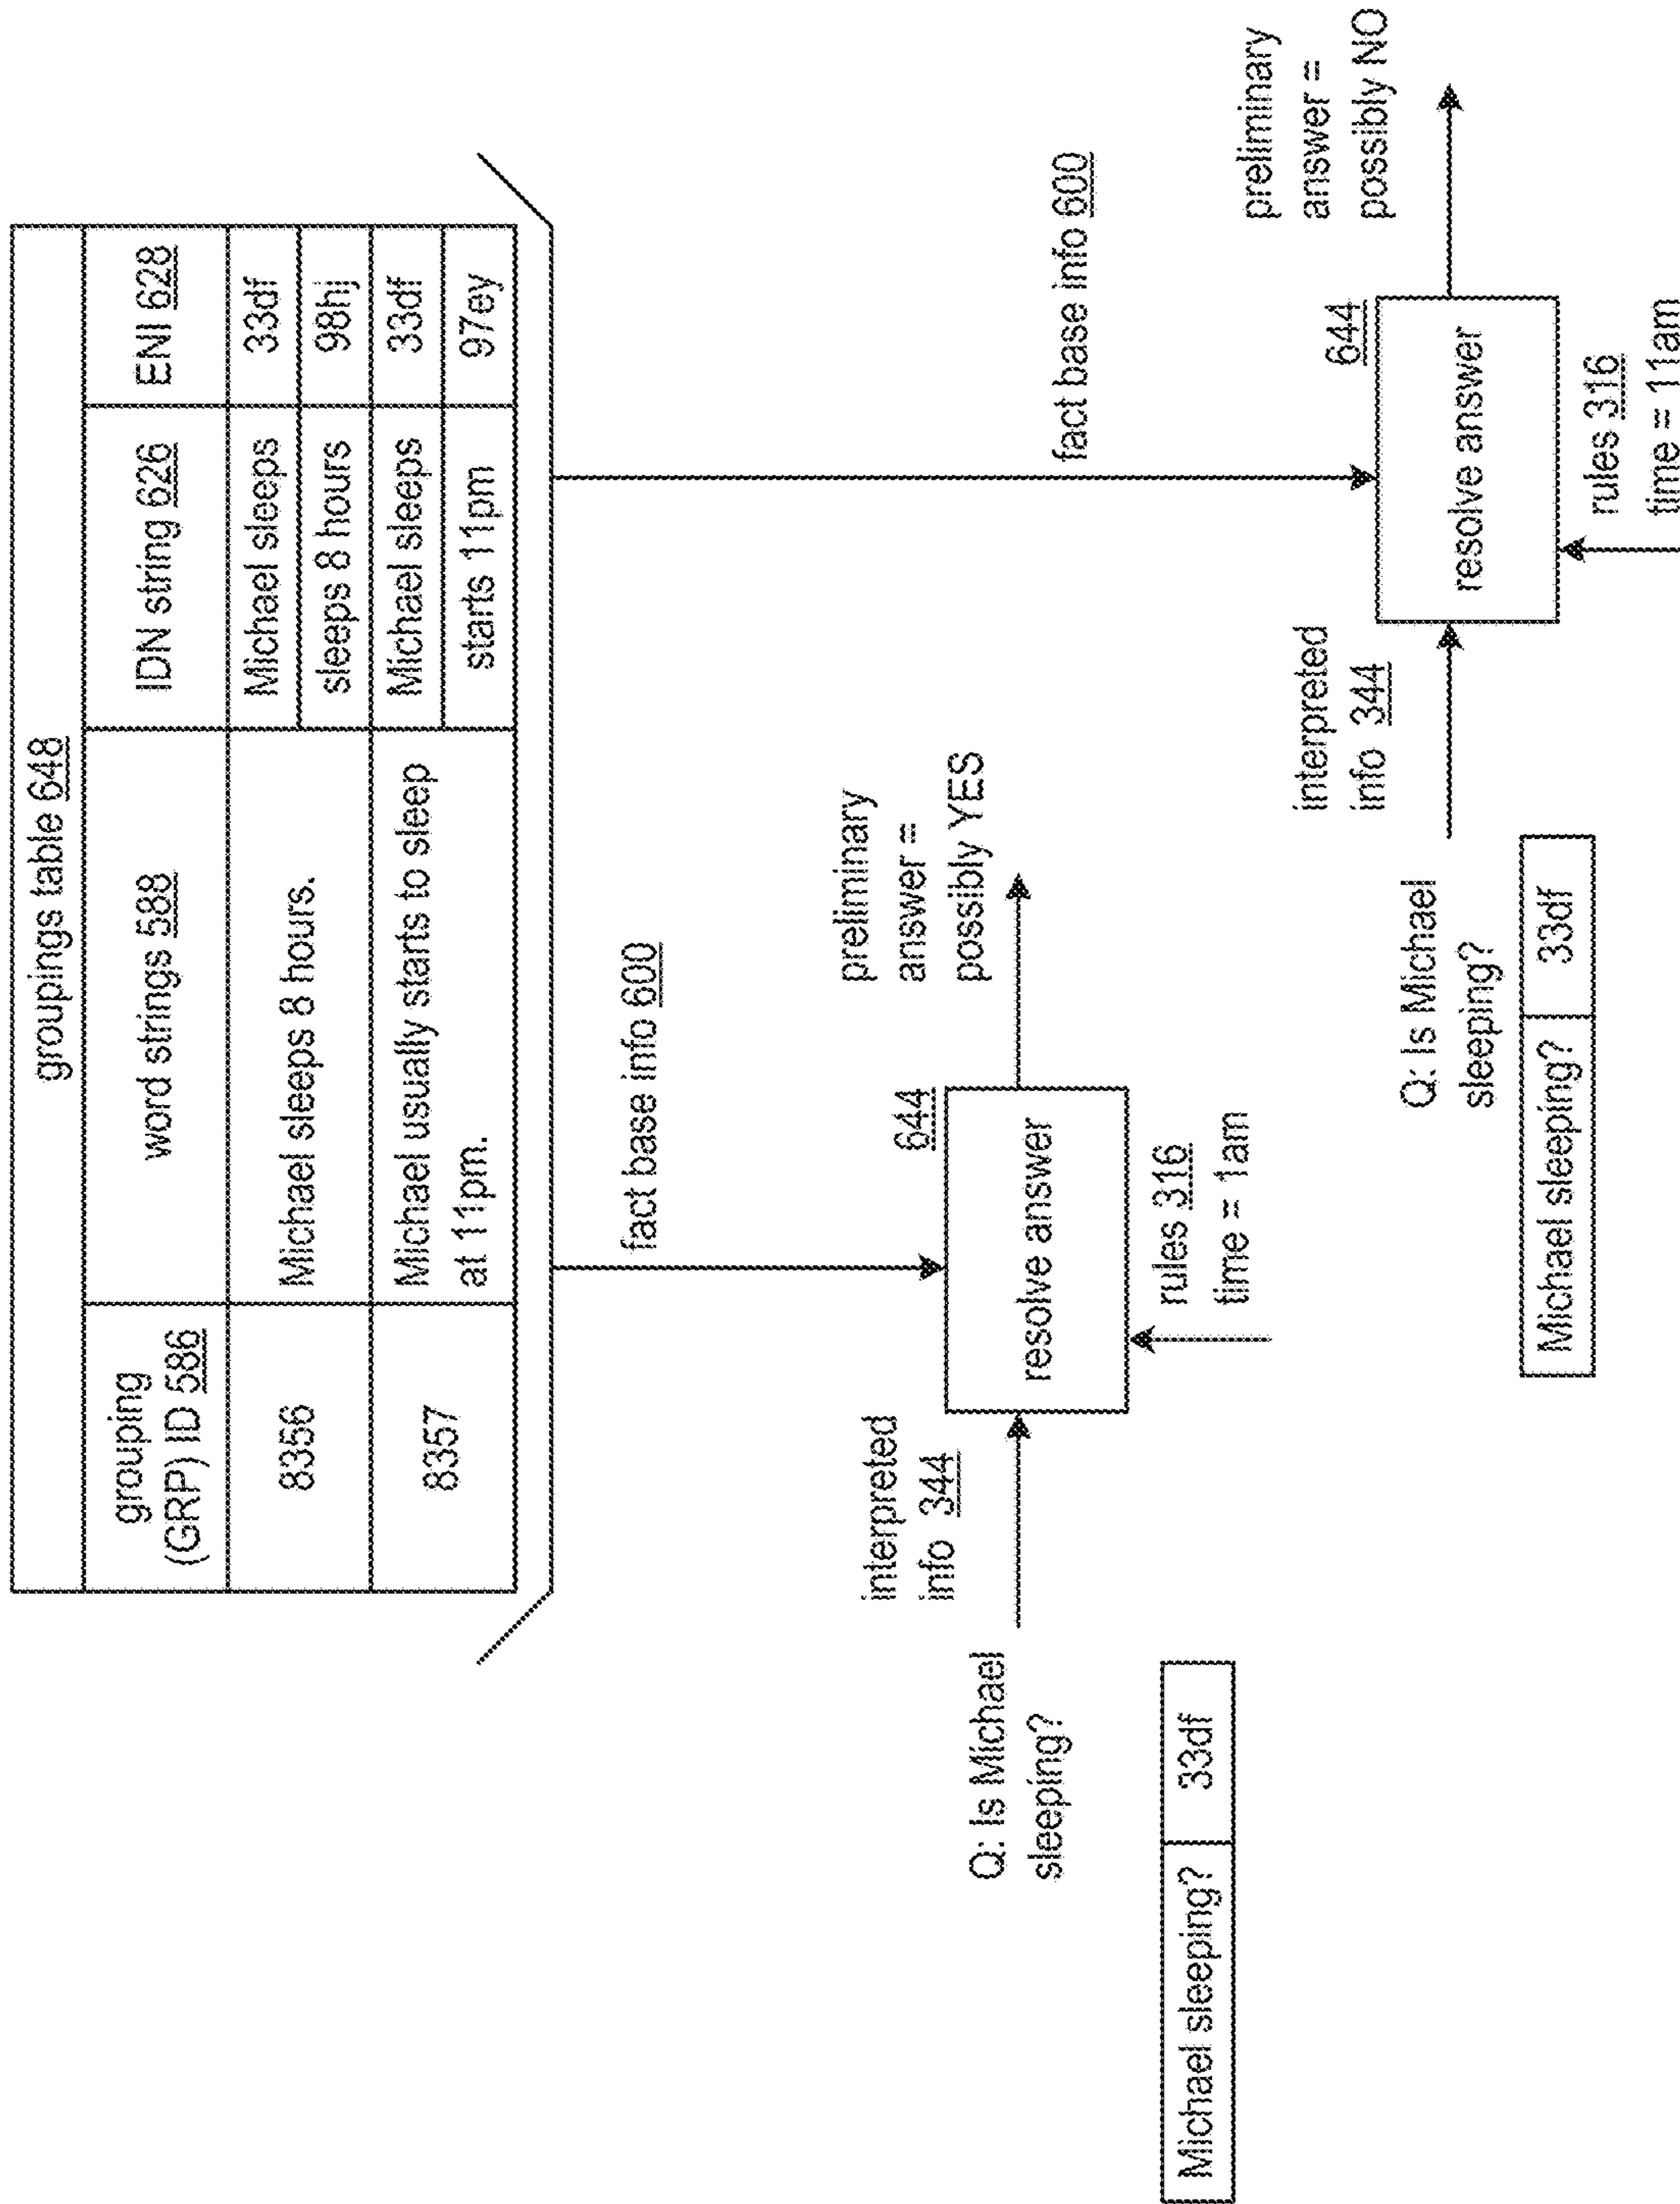 groupings table 648
grouping
(GRP) ID 586
word strings 588
IDN string 626
ENI 628
8356
Michael sleeps 8 hours.
Michael sleeps
33df
sleeps 8 hours
98hj
8357
Michael usually starts to sleep
at 11pm.
Michael sleeps
33df
starts 11pm
97ey
fact base info 600
interpreted
info 344
644
preliminary
answer =
possibly YES
Q: Is Michael
sleeping?
resolve answer
rules 316
time = 1am
Michael sleeping?
33df
fact base info 600
interpreted
info 344
644
preliminary
answer =
possibly NO
Q: Is Michael
sleeping?
resolve answer
rules 316
time = 11am
Michael sleeping?
33df